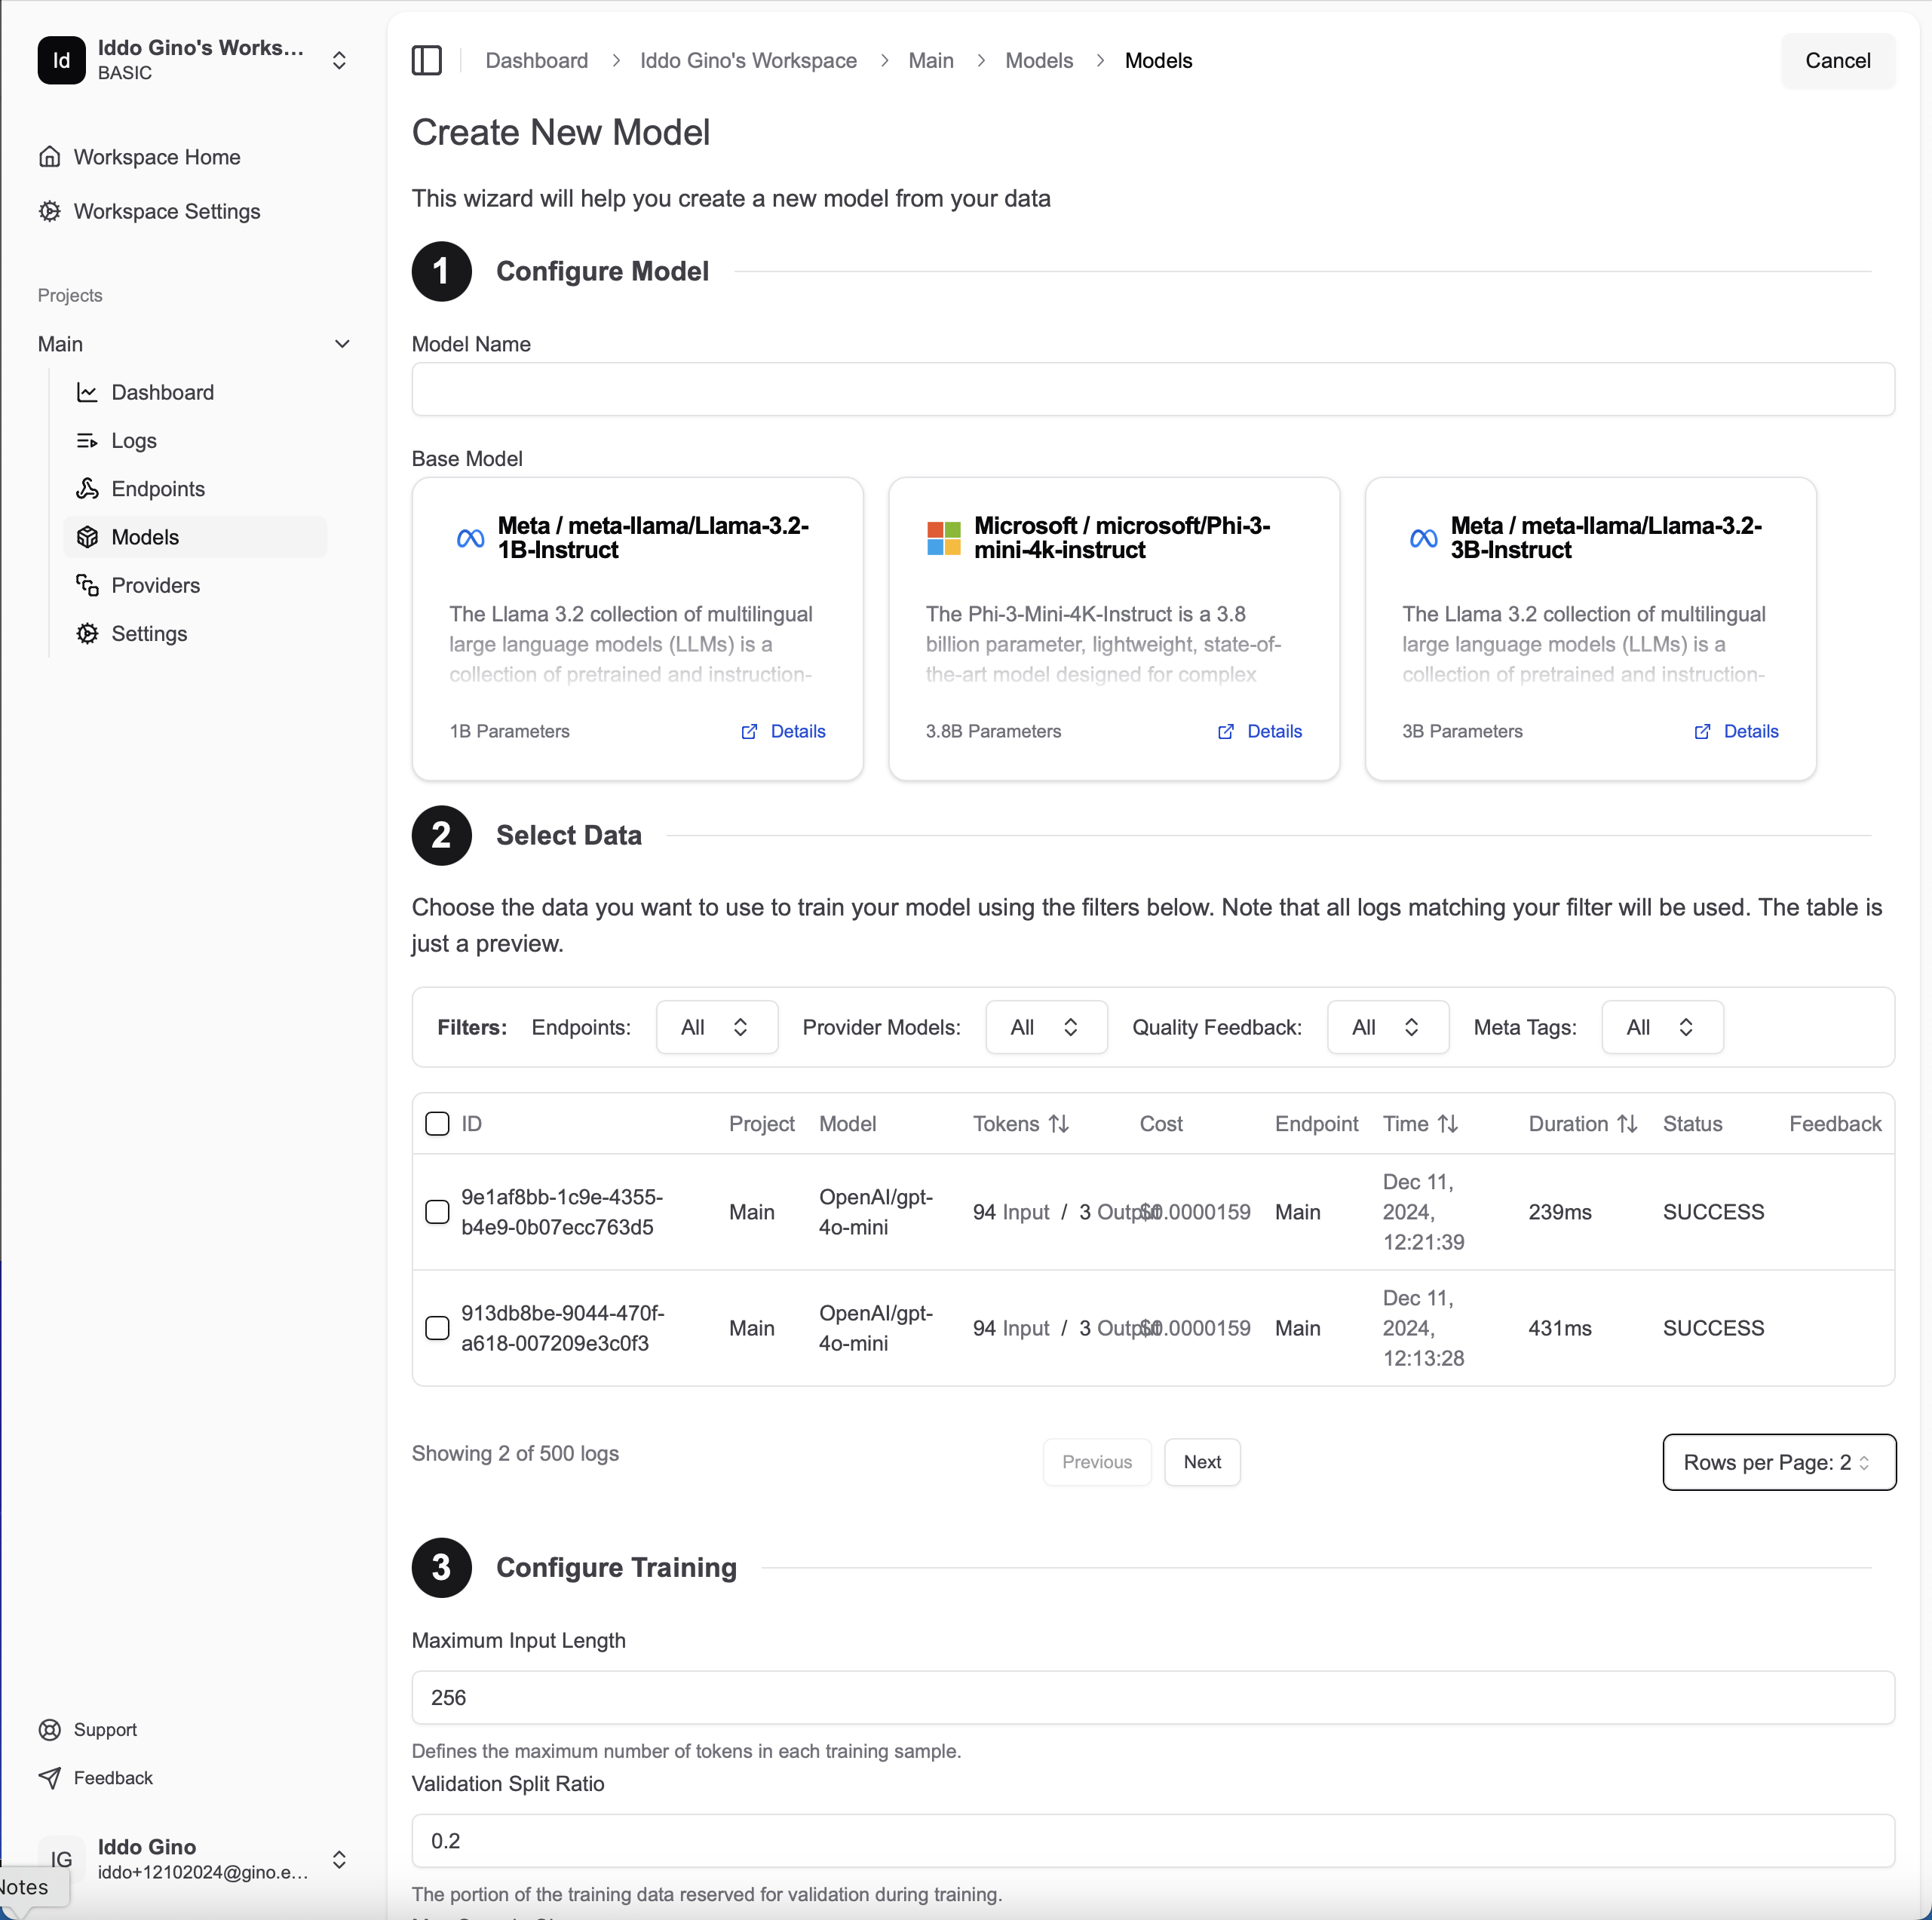 Id
Iddo Gino's Works...
BASIC
Workspace Home
Workspace Settings
Projects
Main
Dashboard
Logs
Endpoints
Models
Providers
Settings
Support
Feedback
IG
Iddo Gino
iddo+12102024@gino.e...
Notes
Dashboard > Iddo Gino's Workspace > Main > Models > Models
Cancel
Create New Model
This wizard will help you create a new model from your data
1 Configure Model
Model Name
Base Model
Meta / meta-llama/Llama-3.2-
1B-Instruct
The Llama 3.2 collection of multilingual
large language models (LLMs) is a
collection of pretrained and instruction-
1B Parameters
Details
Microsoft / microsoft/Phi-3-
mini-4k-instruct
The Phi-3-Mini-4K-Instruct is a 3.8
billion parameter, lightweight, state-of-
the-art model designed for complex
3.8B Parameters
Details
Meta / meta-llama/Llama-3.2-
3B-Instruct
The Llama 3.2 collection of multilingual
large language models (LLMs) is a
collection of pretrained and instruction-
3B Parameters
Details
2 Select Data
Choose the data you want to use to train your model using the filters below. Note that all logs matching your filter will be used. The table is
just a preview.
Filters: Endpoints: All Provider Models: All Quality Feedback: All Meta Tags: All
ID Project Model Tokens Cost Endpoint Time Duration Status Feedback
9e1af8bb-1c9e-4355-
b4e9-0b07ecc763d5
Main
OpenAI/gpt-
4o-mini
94 Input / 3 Output
$0.0000159
Main
Dec 11,
2024,
12:21:39
239ms
SUCCESS
913db8be-9044-470f-
a618-007209e3c0f3
Main
OpenAI/gpt-
4o-mini
94 Input / 3 Output
$0.0000159
Main
Dec 11,
2024,
12:13:28
431ms
SUCCESS
Showing 2 of 500 logs
Previous
Next
Rows per Page: 2
3 Configure Training
Maximum Input Length
256
Defines the maximum number of tokens in each training sample.
Validation Split Ratio
0.2
The portion of the training data reserved for validation during training.